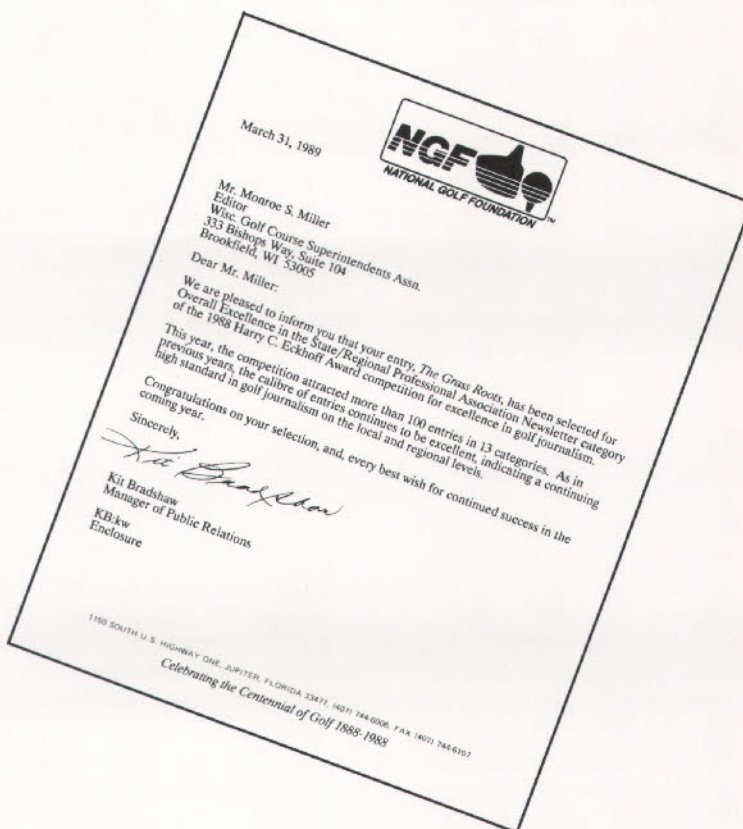 NGF
NATIONAL GOLF FOUNDATION™
March 31, 1989
Mr. Monroe S. Miller
Editor
Wisc. Golf Course Superintendents Assn.
333 Bishops Way, Suite 104
Brookfield, WI 53005
Dear Mr. Miller:
We are pleased to inform you that your entry, The Grass Roots, has been selected for
Overall Excellence in the State/Regional Professional Association Newsletter category
of the 1988 Harry C. Eckhoff Award competition for excellence in golf journalism.
This year, the competition attracted more than 100 entries in 13 categories. As in
previous years, the calibre of entries continues to be excellent, indicating a continuing
high standard in golf journalism on the local and regional levels.
Congratulations on your selection, and, every best wish for continued success in the
coming year.
Sincerely,
Kit Bradshaw
Kit Bradshaw
Manager of Public Relations
KB:kw
Enclosure
1150 SOUTH U.S. HIGHWAY ONE, JUPITER, FLORIDA 33477, (407) 744-6006, FAX (407) 744-6107
Celebrating the Centennial of Golf 1888-1988